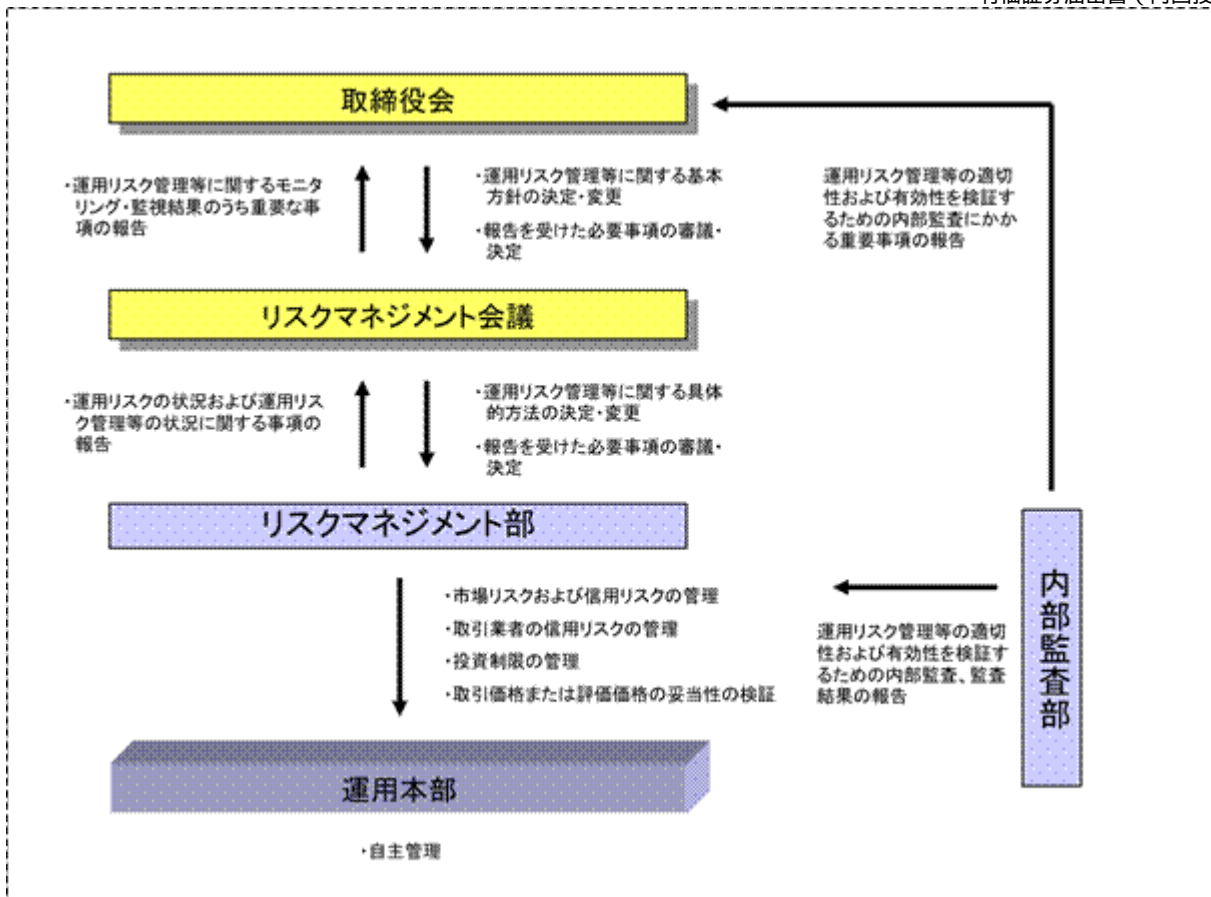 取締役会
・運用リスク管理等に関するモニタ
リング・監視結果のうち重要な事
項の報告
・運用リスク管理等に関する基本
方針の決定・変更
・報告を受けた必要事項の審議・
決定
運用リスク管理等の適切
性および有効性を検証す
るための内部監査にかか
る重要事項の報告
リスクマネジメント会議
・運用リスクの状況および運用リス
ク管理等の状況に関する事項の
報告
・運用リスク管理等に関する具体
的方法の決定・変更
・報告を受けた必要事項の審議・
決定
リスクマネジメント部
・市場リスクおよび信用リスクの管理
・取引業者の信用リスクの管理
・投資制限の管理
・取引価格または評価価格の妥当性の検証
運用リスク管理等の適切
性および有効性を検証す
るための内部監査、監査
結果の報告
内部監査部
運用本部
・自主管理